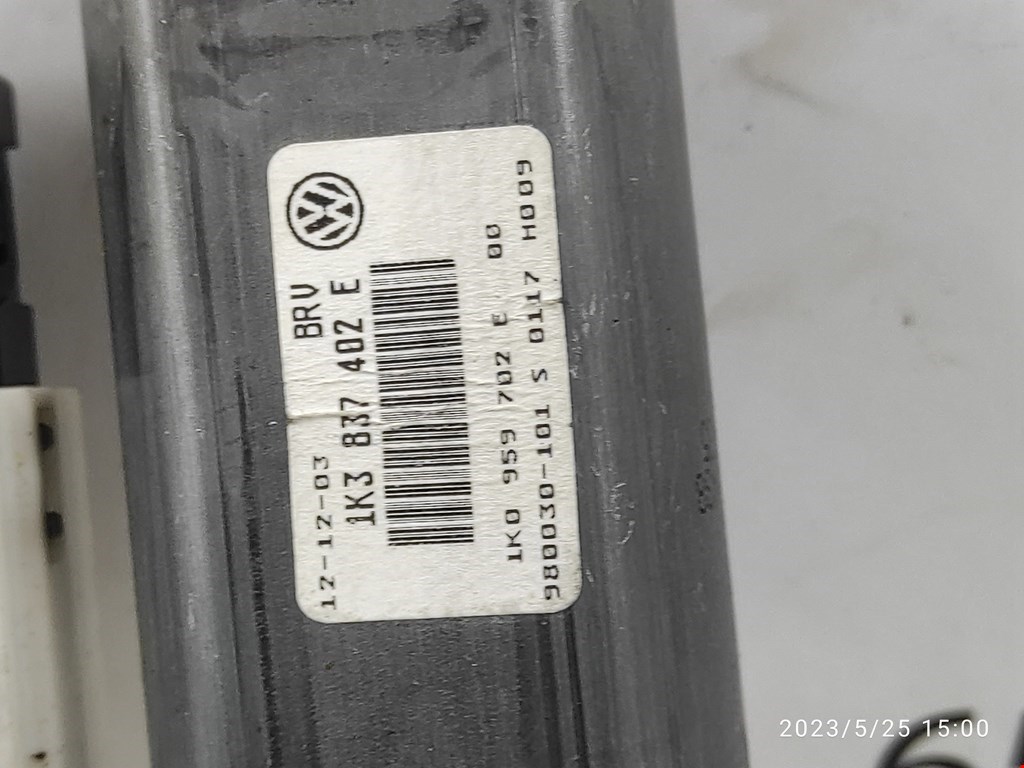 BRV
12-12-03
1K3 837 402 E
1K0 959 702 E 00
980030-101 S 0117 H009
2023/5/25 15:00